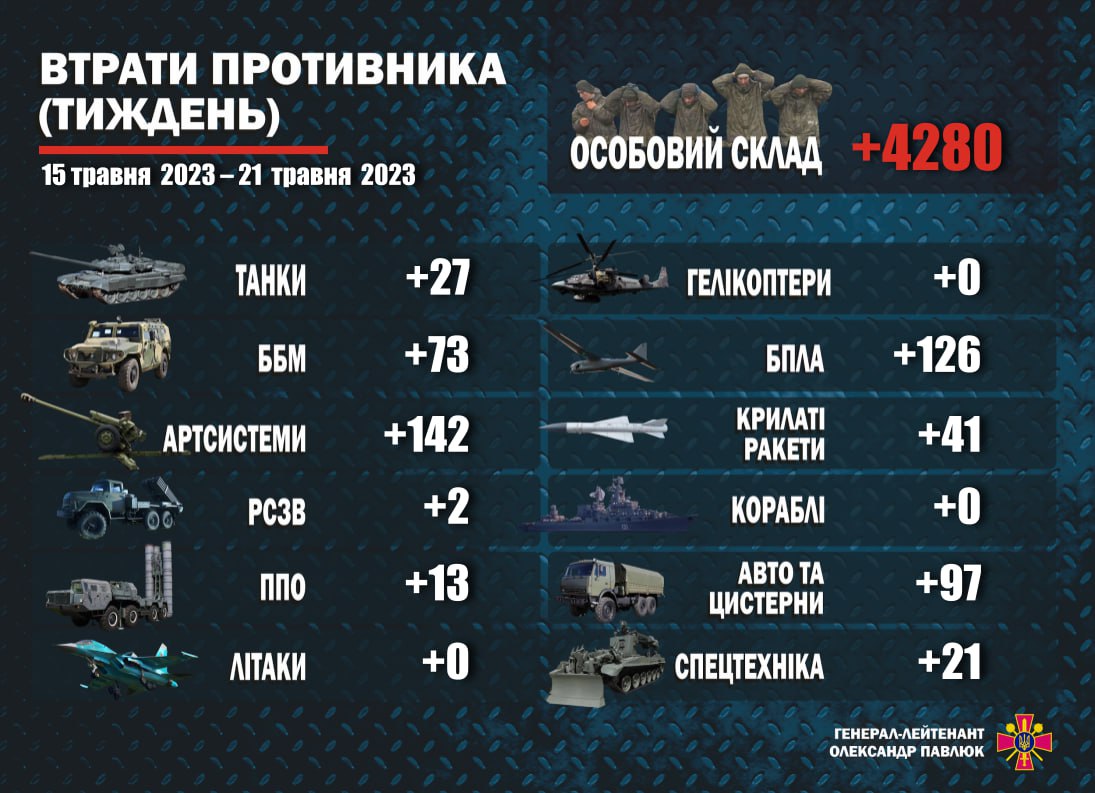 ВТРАТИ ПРОТИВНИКА
(ТИЖДЕНЬ)
15 травня 2023 – 21 травня 2023
ОСОБОВИЙ СКЛАД +4280
ТАНКИ +27
ББМ +73
АРТСИСТЕМИ +142
РСЗВ +2
ППО +13
ЛІТАКИ +0
ГЕЛІКОПТЕРИ +0
БПЛА +126
КРИЛАТІ
РАКЕТИ +41
КОРАБЛІ +0
АВТО ТА
ЦИСТЕРНИ +97
СПЕЦТЕХНІКА +21
ГЕНЕРАЛ-ЛЕЙТЕНАНТ
ОЛЕКСАНДР ПАВЛЮК